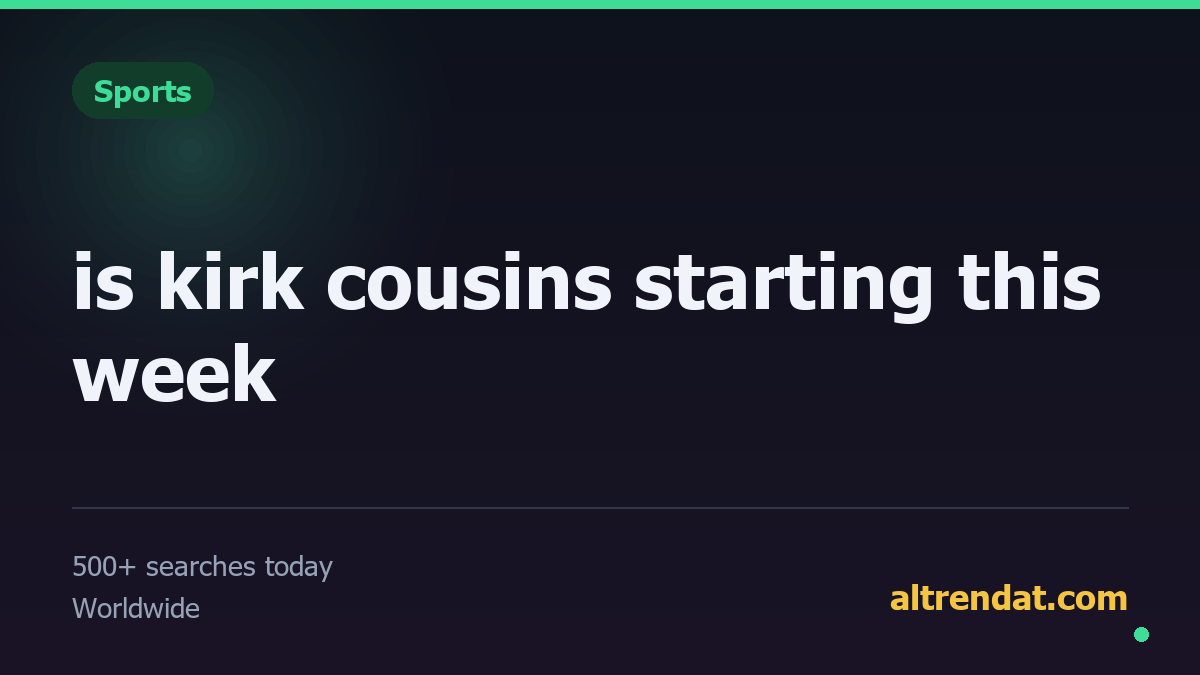 Sports
is kirk cousins starting this
week
500+ searches today
Worldwide
altrendat.com